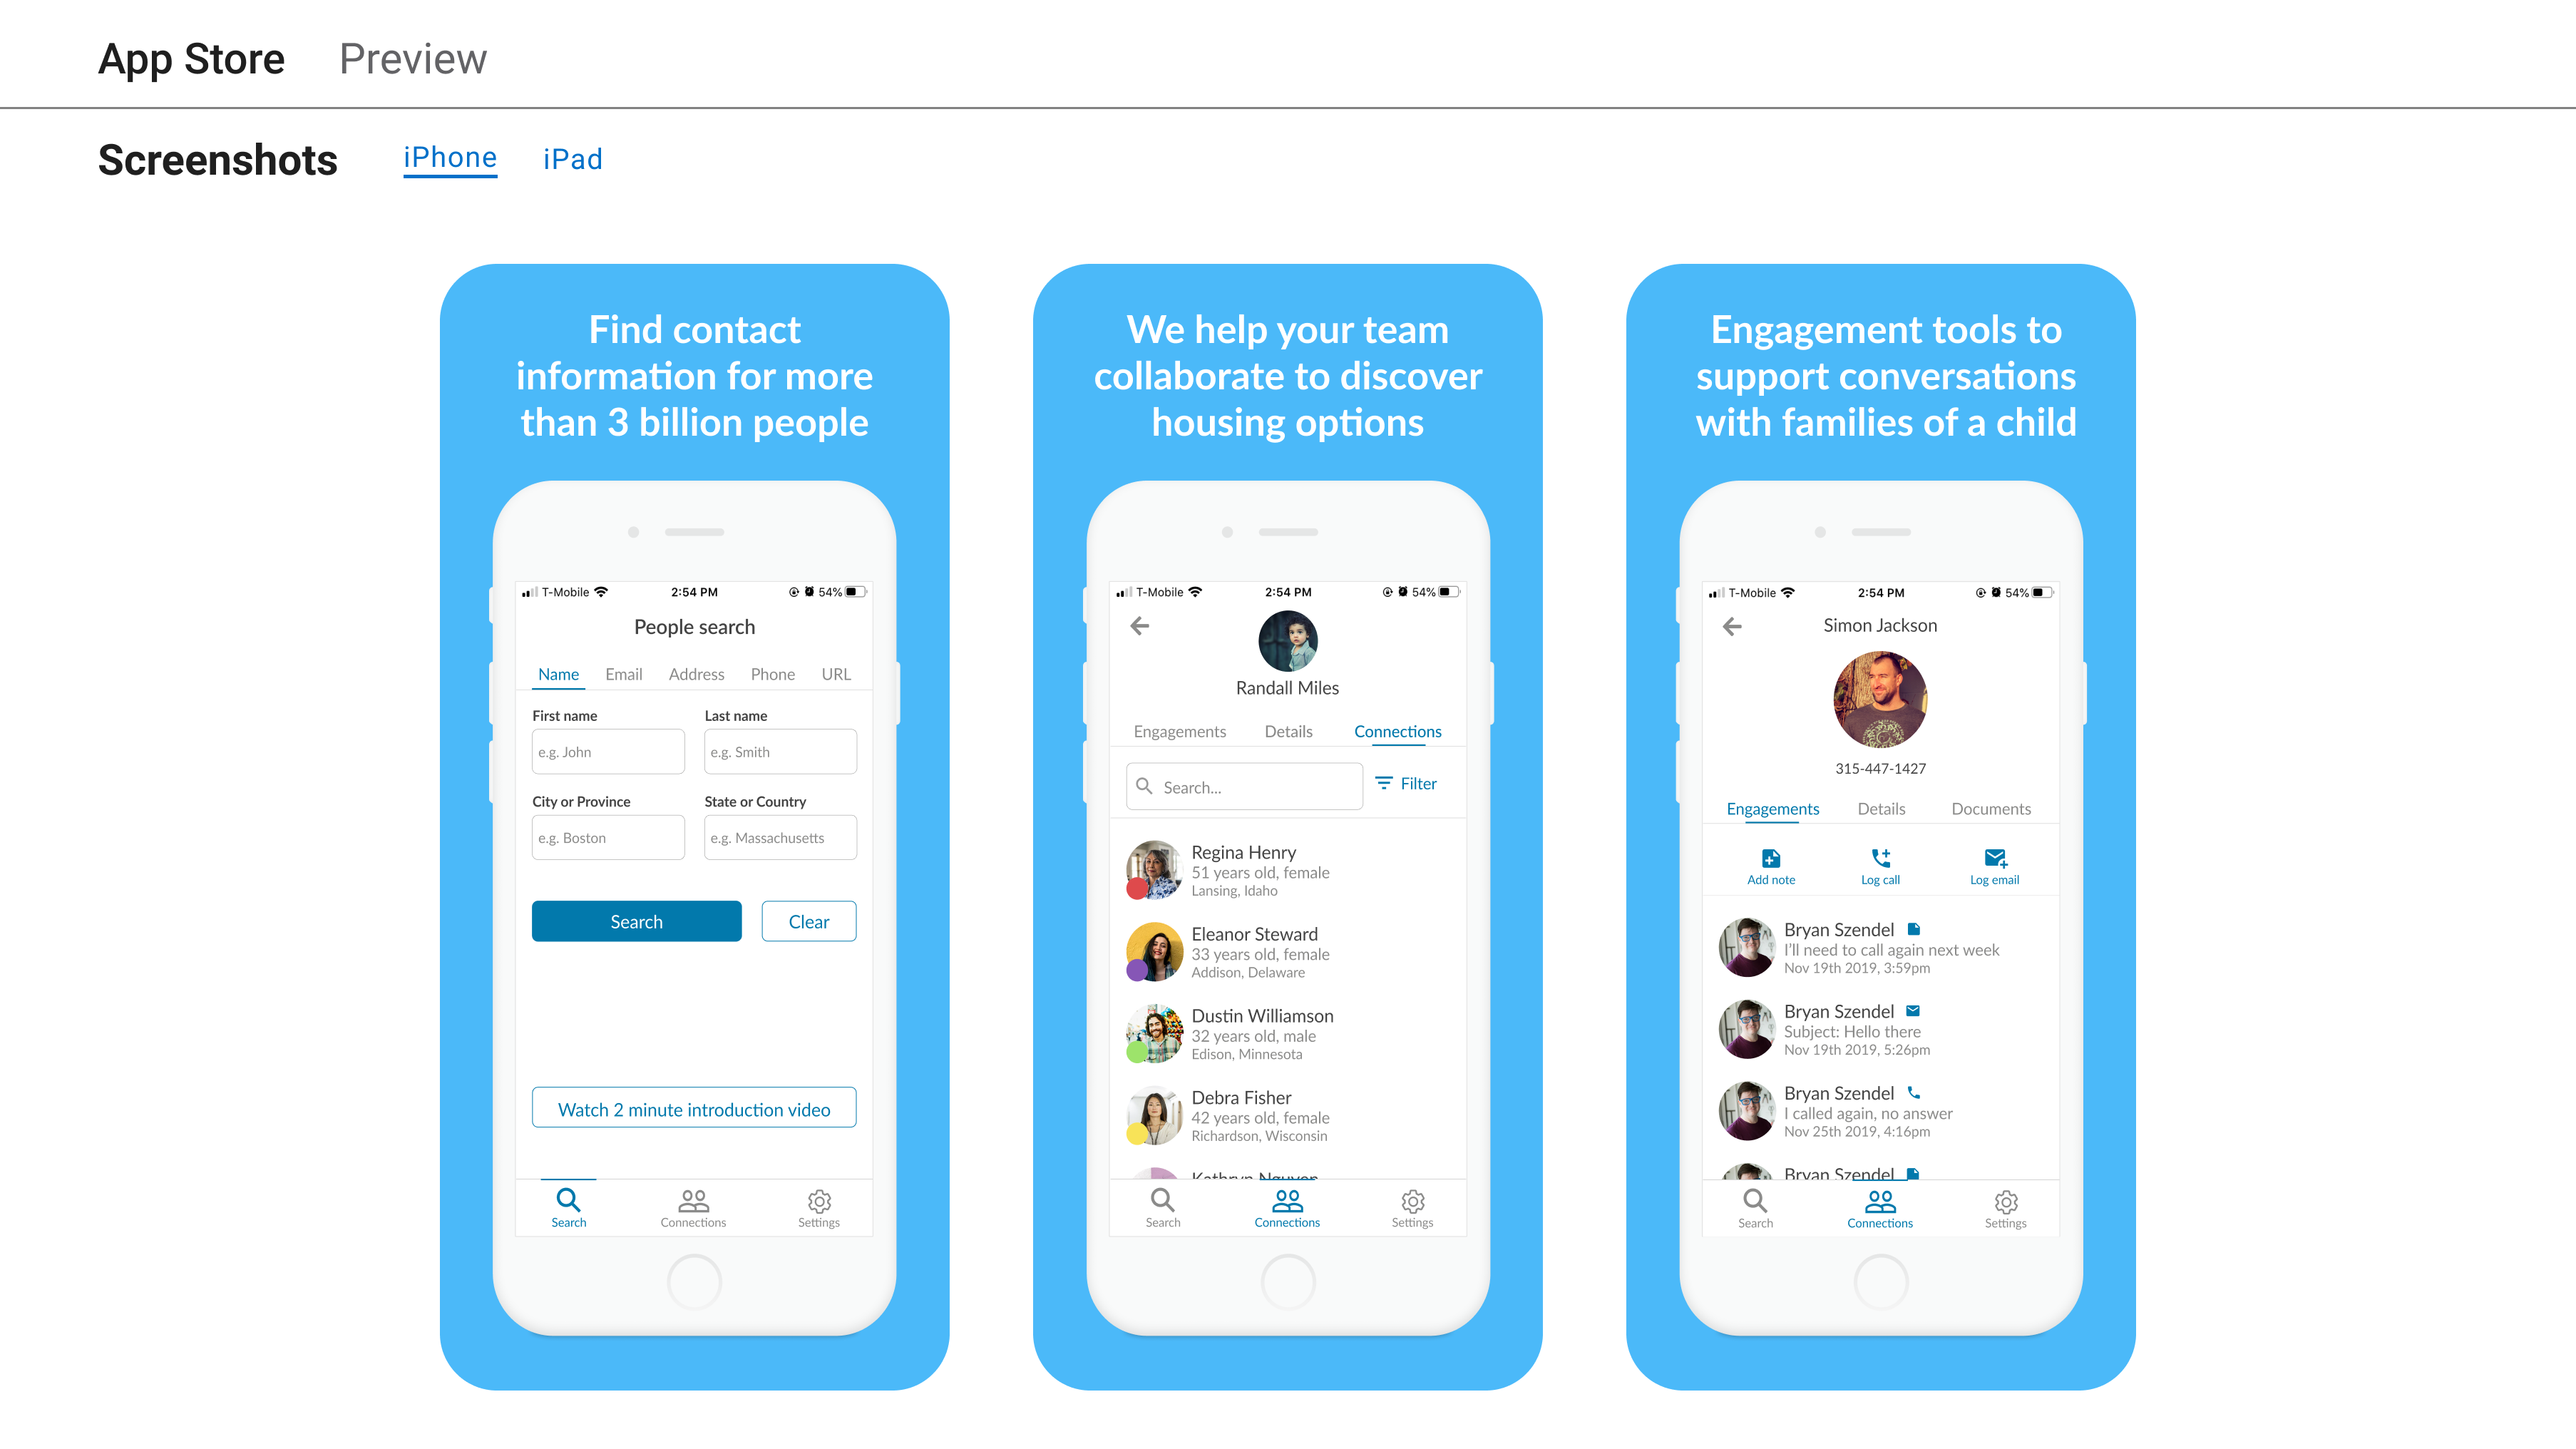 App Store Preview
Screenshots iPhone iPad
Find contact
information for more
than 3 billion people
T-Mobile 2:54 PM 54%
People search
Name Email Address Phone URL
First name Last name
e.g. John e.g. Smith
City or Province State or Country
e.g. Boston e.g. Massachusetts
Search Clear
Watch 2 minute introduction video
Search Connections Settings
We help your team
collaborate to discover
housing options
T-Mobile 2:54 PM 54%
Randall Miles
Engagements Details Connections
Search... Filter
Regina Henry
51 years old, female
Lansing, Idaho
Eleanor Steward
33 years old, female
Addison, Delaware
Dustin Williamson
32 years old, male
Edison, Minnesota
Debra Fisher
42 years old, female
Richardson, Wisconsin
Kathryn Nguyen
Search Connections Settings
Engagement tools to
support conversations
with families of a child
T-Mobile 2:54 PM 54%
Simon Jackson
315-447-1427
Engagements Details Documents
Add note Log call Log email
Bryan Szendel
I'll need to call again next week
Nov 19th 2019, 3:59pm
Bryan Szendel
Subject: Hello there
Nov 19th 2019, 5:26pm
Bryan Szendel
I called again, no answer
Nov 25th 2019, 4:16pm
Bryan Szendel
Search Connections Settings